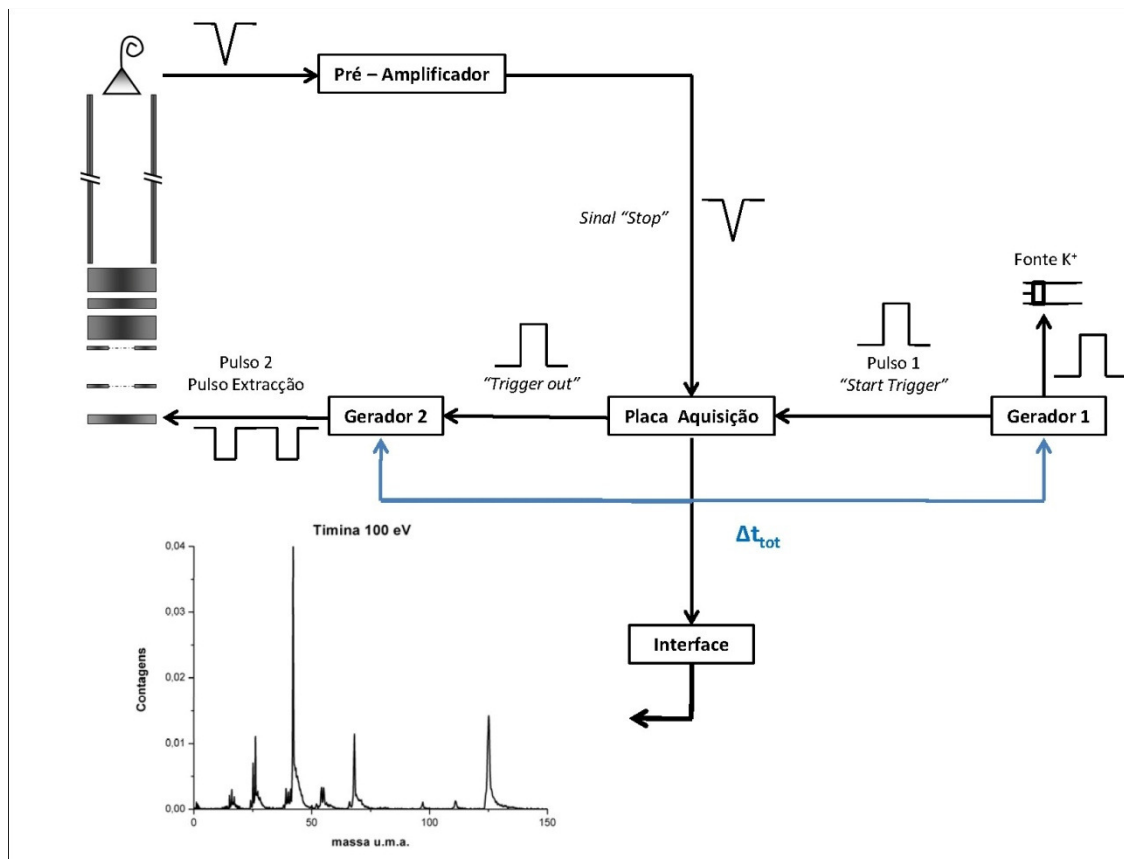 Pré – Amplificador
Sinal “Stop”
Fonte K⁺
Pulso 2
Pulso Extracção
“Trigger out”
Pulso 1
“Start Trigger”
Gerador 2
Placa Aquisição
Gerador 1
Δt_tot
Timina 100 eV
0,04
0,03
0,02
0,01
0,00
Contagens
0
50
100
150
massa u.m.a.
Interface